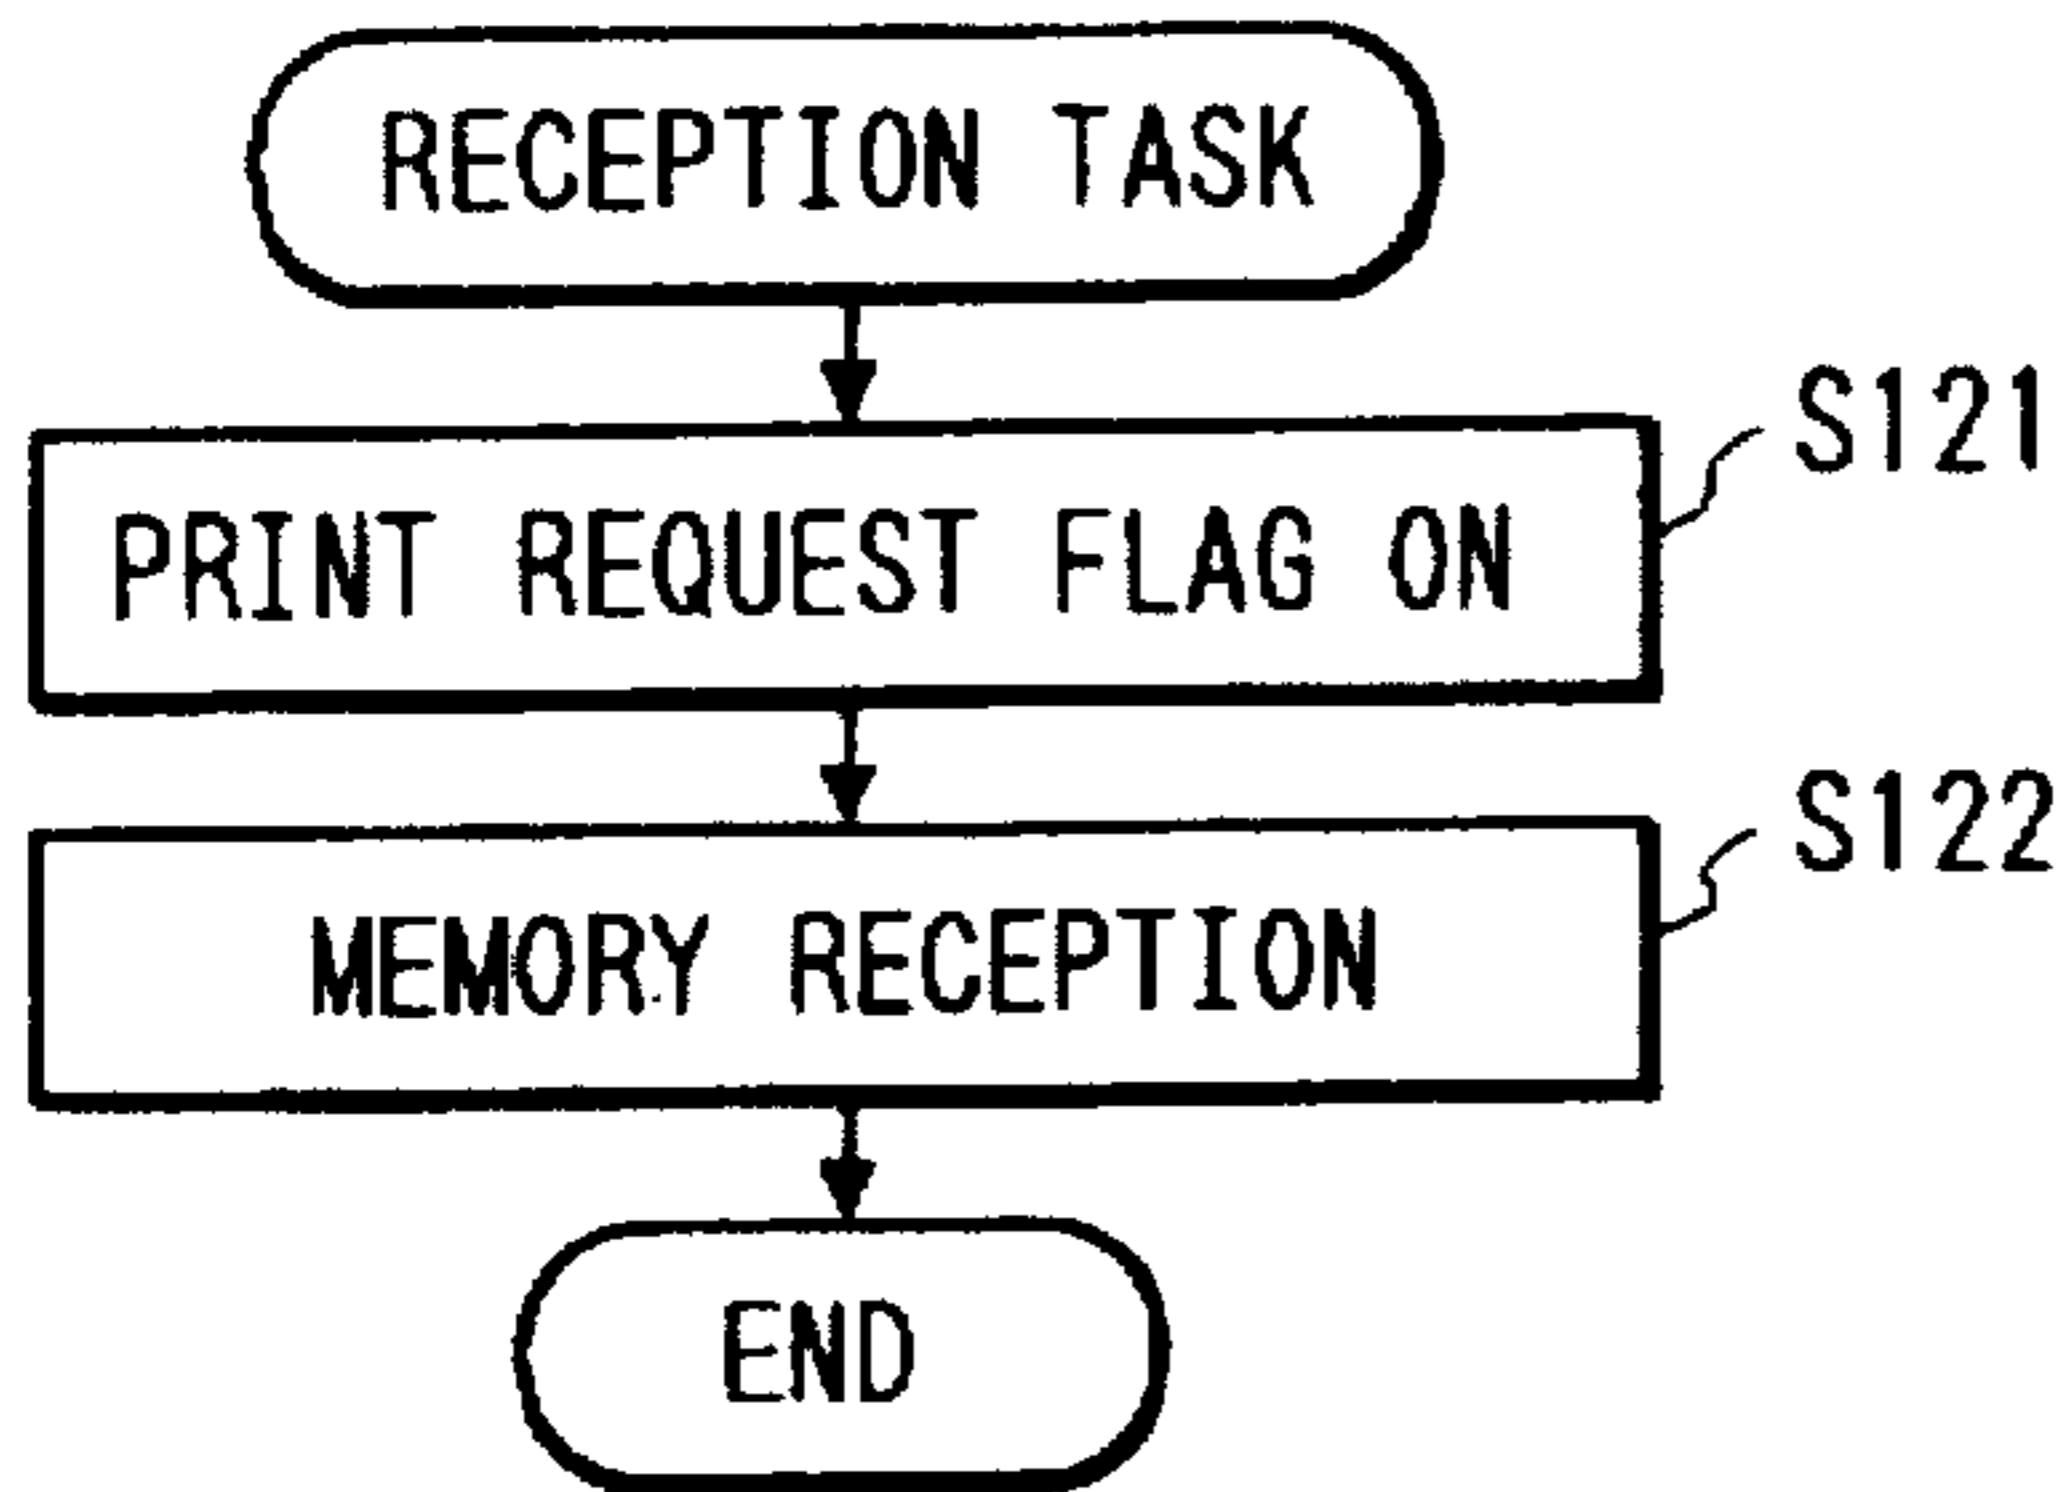 RECEPTION TASK
S121
PRINT REQUEST FLAG ON
S122
MEMORY RECEPTION
END